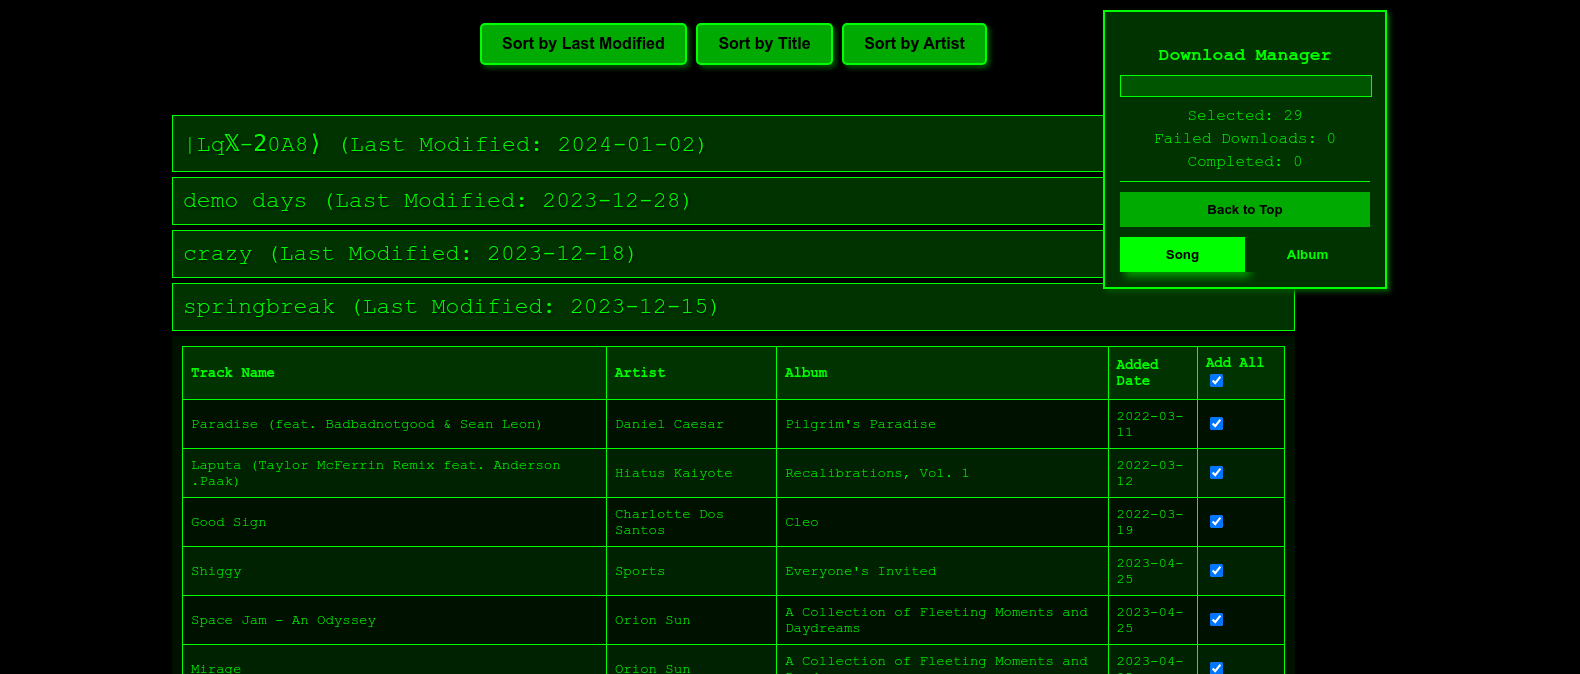 Sort by Last Modified
Sort by Title
Sort by Artist
Download Manager
Selected: 29
Failed Downloads: 0
Completed: 0
Back to Top
Song
Album
|Lq𝕏-20A8⟩ (Last Modified: 2024-01-02)
demo days (Last Modified: 2023-12-28)
crazy (Last Modified: 2023-12-18)
springbreak (Last Modified: 2023-12-15)
Track Name
Artist
Album
Added
Date
Add All
Paradise (feat. Badbadnotgood & Sean Leon)
Daniel Caesar
Pilgrim's Paradise
2022-03-
11
Laputa (Taylor McFerrin Remix feat. Anderson
.Paak)
Hiatus Kaiyote
Recalibrations, Vol. 1
2022-03-
12
Good Sign
Charlotte Dos
Santos
Cleo
2022-03-
19
Shiggy
Sports
Everyone's Invited
2023-04-
25
Space Jam - An Odyssey
Orion Sun
A Collection of Fleeting Moments and
Daydreams
2023-04-
25
Mirage
Orion Sun
A Collection of Fleeting Moments and
2023-04-